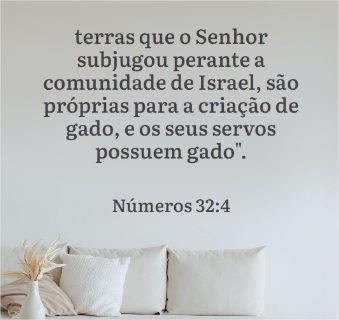 terras que o Senhor
subjugou perante a
comunidade de Israel, são
próprias para a criação de
gado, e os seus servos
possuem gado".
Números 32:4